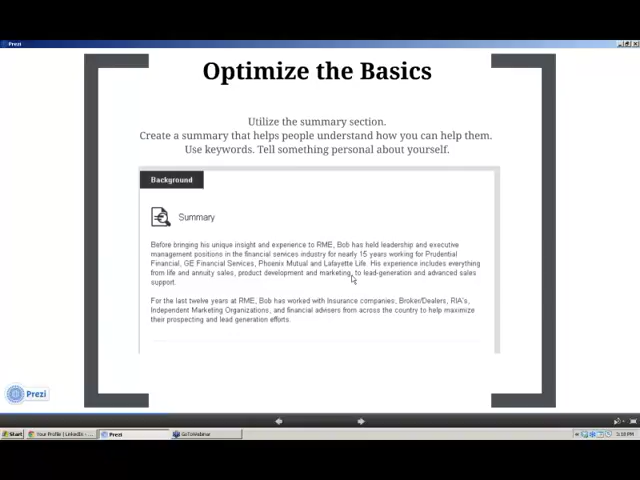 Prezi
Optimize the Basics
Utilize the summary section.
Create a summary that helps people understand how you can help them.
Use keywords. Tell something personal about yourself.
Background
Summary
Before bringing his unique insight and experience to RME, Bob has held leadership and executive
management positions in the financial services industry for nearly 15 years working for Prudential
Financial, GE Financial Services, Phoenix Mutual and Lafayette Life. His experience includes everything
from life and annuity sales, product development and marketing, to lead-generation and advanced sales
support.
For the last twelve years at RME, Bob has worked with Insurance companies, Broker/Dealers, RIA's,
Independent Marketing Organizations, and financial advisers from across the country to help maximize
their prospecting and lead generation efforts.
Prezi
Start
Your Profile | LinkedIn - ...
Prezi
GoToWebinar
3:18 PM